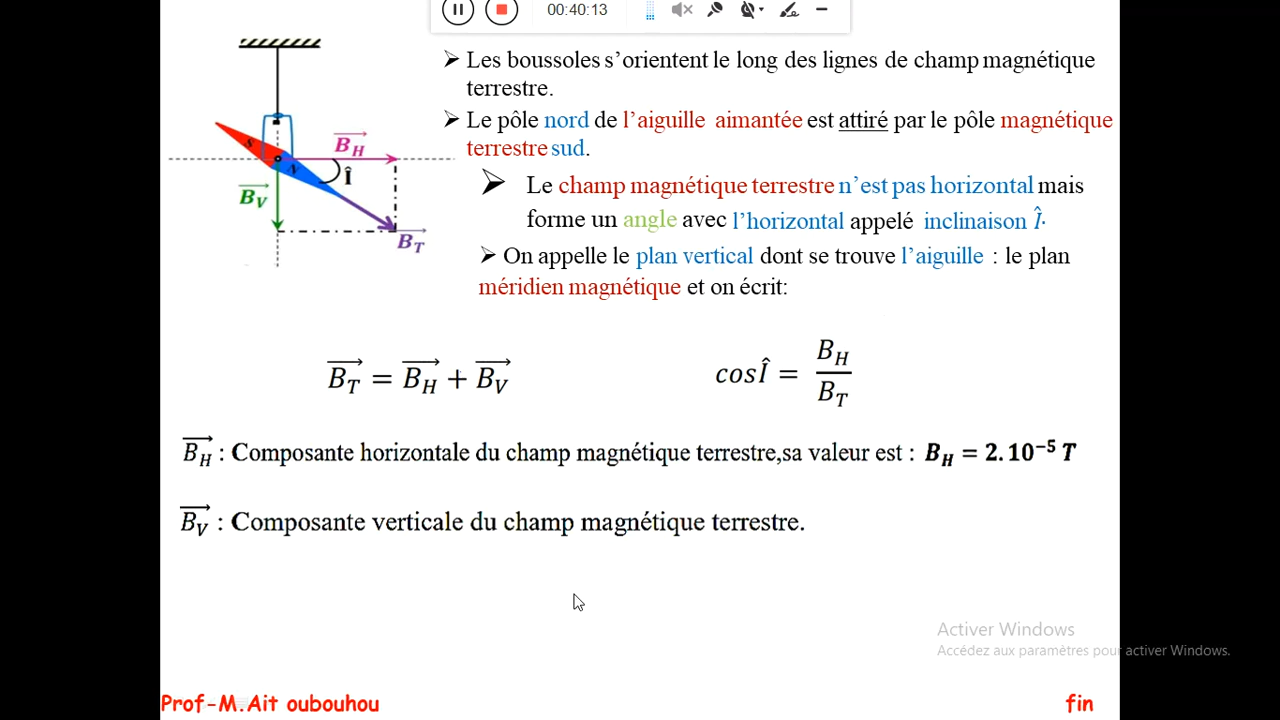 00:40:13
➢ Les boussoles s’orientent le long des lignes de champ magnétique
terrestre.
➢ Le pôle nord de l’aiguille aimantée est attiré par le pôle magnétique
terrestre sud.
➢ Le champ magnétique terrestre n’est pas horizontal mais
forme un angle avec l’horizontal appelé inclinaison Î.
➢ On appelle le plan vertical dont se trouve l’aiguille : le plan
méridien magnétique et on écrit:
S
N
B_H
Î
B_V
B_T
B_T = B_H + B_V
cosÎ = B_H / B_T
B_H : Composante horizontale du champ magnétique terrestre,sa valeur est : B_H = 2.10⁻⁵ T
B_V : Composante verticale du champ magnétique terrestre.
Activer Windows
Accédez aux paramètres pour activer Windows.
Prof-M.Ait oubouhou
fin